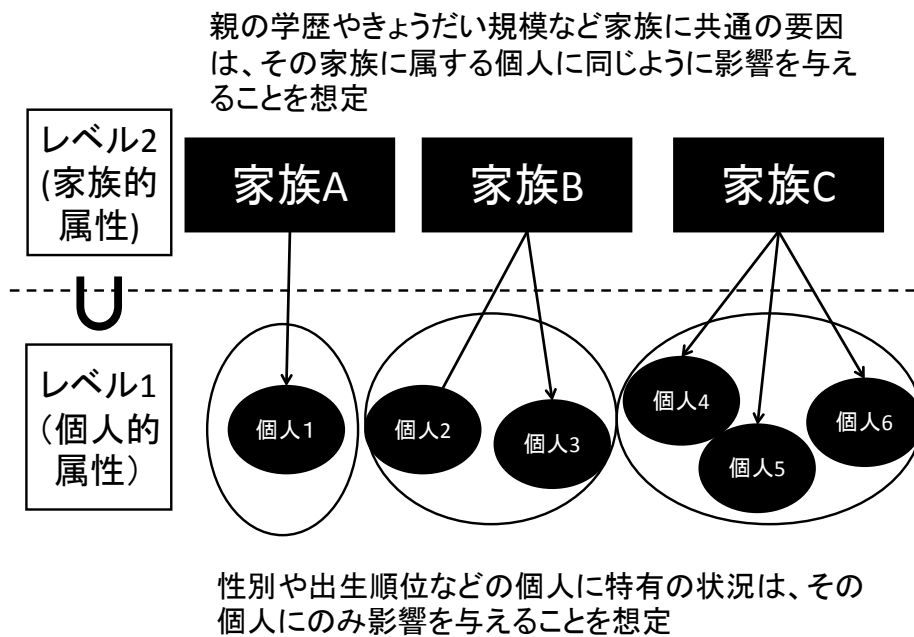 親の学歴やきょうだい規模など家族に共通の要因
は、その家族に属する個人に同じように影響を与え
ることを想定
レベル2
(家族的
属性)
家族A
家族B
家族C
レベル1
（個人的
属性）
個人1
個人2
個人3
個人4
個人5
個人6
性別や出生順位などの個人に特有の状況は、その
個人にのみ影響を与えることを想定